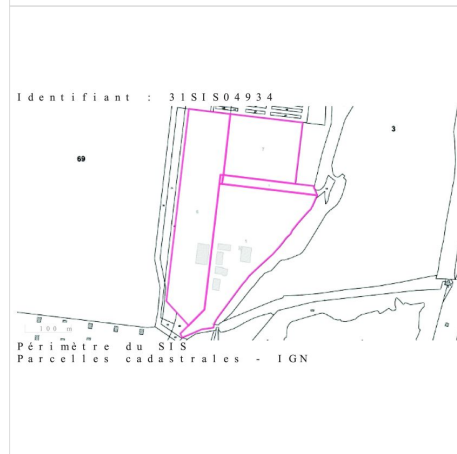 Identifiant : 31SIS04934
3
69
100 m
Périmètre du SIS
Parcelles cadastrales - IGN